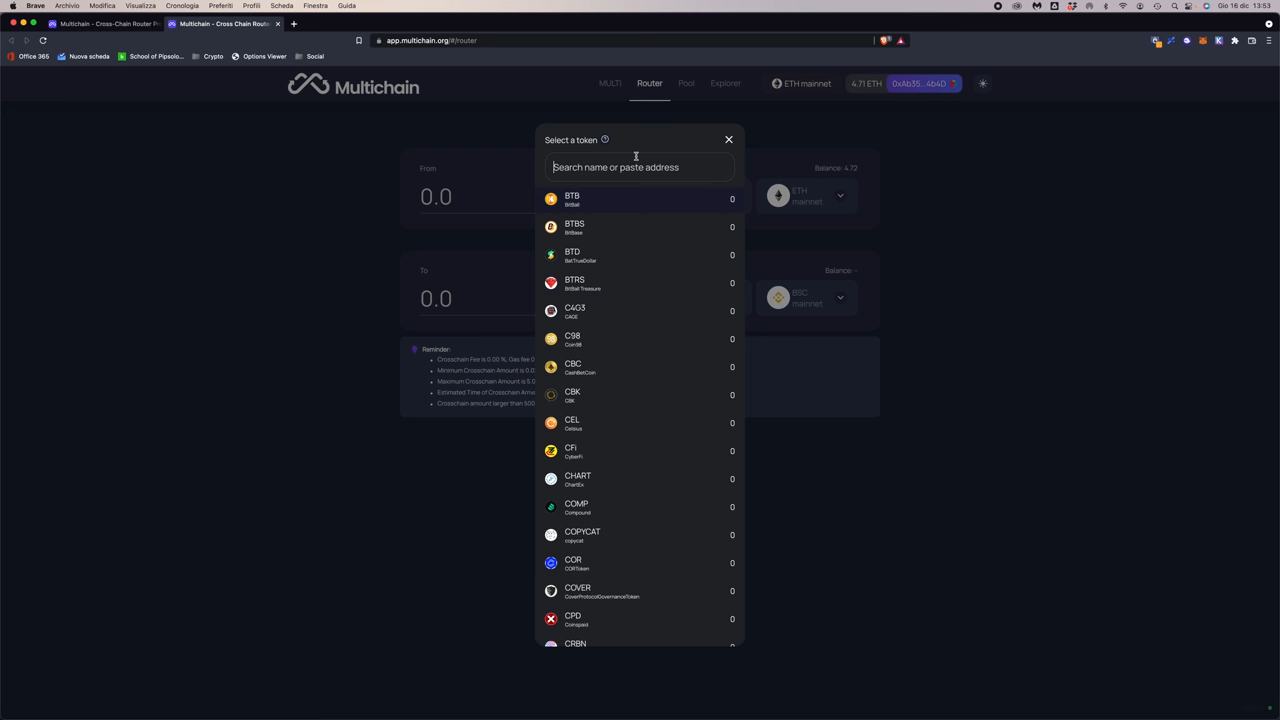 Brave Archivio Modifica Visualizza Cronologia Preferiti Profili Scheda Finestra Guida Gio 16 dic 13:53
Multichain - Cross-Chain Router P
Multichain - Cross Chain Route
app.multichain.org/#/router
Office 365 Nuova scheda School of Pipsolo... Crypto Options Viewer Social
Multichain MULTI Router Pool Explorer ETH mainnet 4.71 ETH 0xAb35...4b4D
Select a token
Search name or paste address
From
Balance: 4.72
0.0
ETH
mainnet
To
Balance: -
0.0
BSC
mainnet
Reminder:
Crosschain Fee is 0.00 %, Gas fee 0
Minimum Crosschain Amount is 0.0
Maximum Crosschain Amount is 5,0
Estimated Time of Crosschain Arriv
Crosschain amount larger than 500
BTB 0
BitBall
BTBS 0
BitBase
BTD 0
BatTrueDollar
BTRS 0
BitBall Treasure
C4G3 0
CAGE
C98 0
Coin98
CBC 0
CashBetCoin
CBK 0
CBK
CEL 0
Celsius
CFi 0
CyberFi
CHART 0
ChartEx
COMP 0
Compound
COPYCAT 0
copycat
COR 0
CORToken
COVER 0
CoverProtocolGovernanceToken
CPD 0
Coinspaid
CRBN